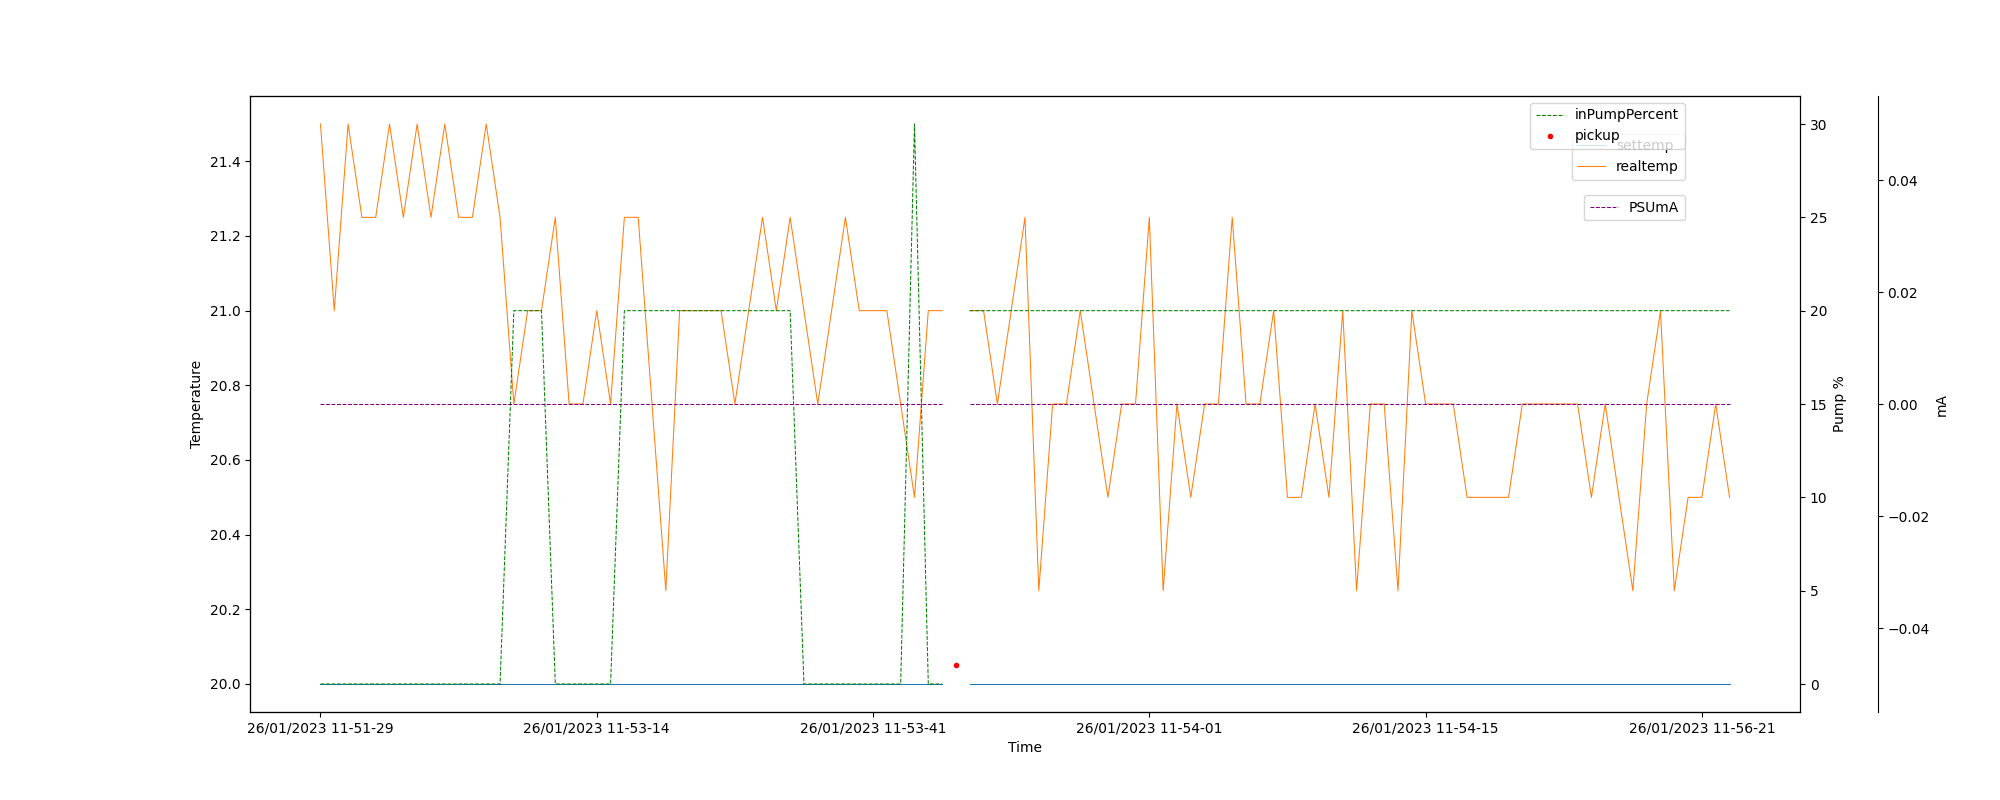 inPumpPercent
pickup
settemp
realtemp
PSUmA
21.4
21.2
21.0
20.8
20.6
20.4
20.2
20.0
Temperature
30
25
20
15
10
5
0
Pump %
0.04
0.02
0.00
−0.02
−0.04
mA
26/01/2023 11-51-29
26/01/2023 11-53-14
26/01/2023 11-53-41
26/01/2023 11-54-01
26/01/2023 11-54-15
26/01/2023 11-56-21
Time